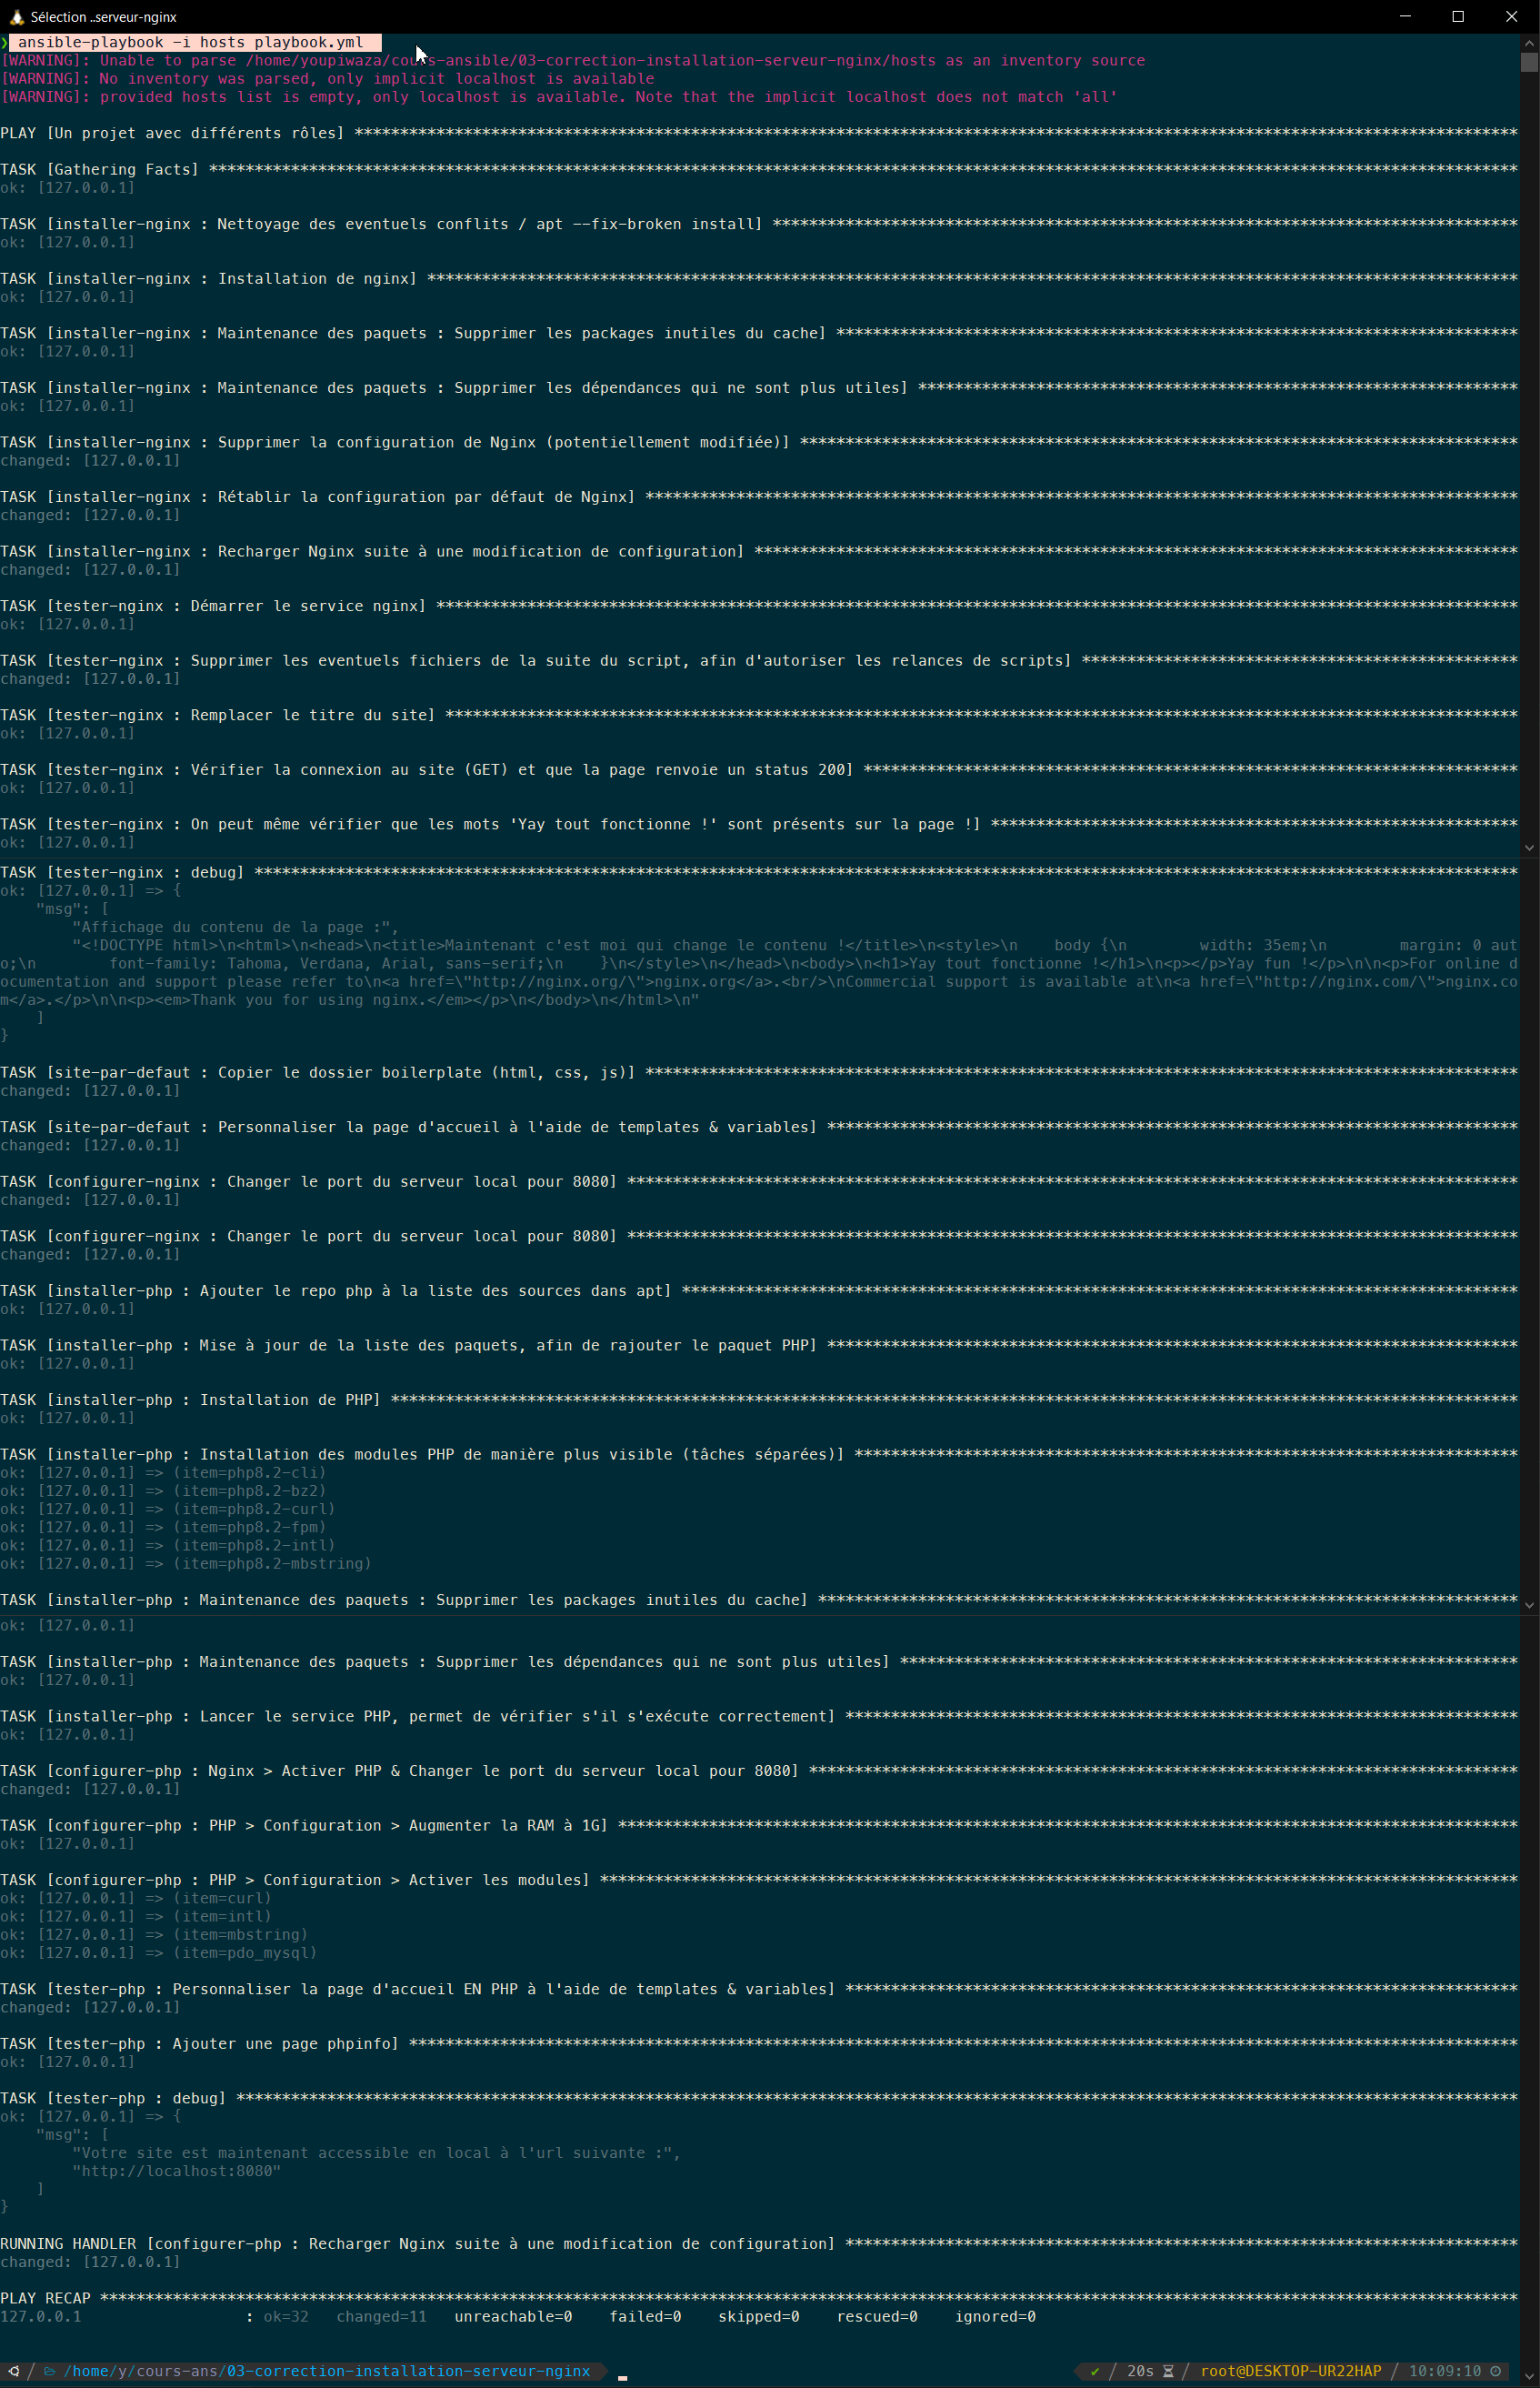 Sélection ..serveur-nginx
❯ ansible-playbook -i hosts playbook.yml
[WARNING]: Unable to parse /home/youpiwaza/cours-ansible/03-correction-installation-serveur-nginx/hosts as an inventory source
[WARNING]: No inventory was parsed, only implicit localhost is available
[WARNING]: provided hosts list is empty, only localhost is available. Note that the implicit localhost does not match 'all'
PLAY [Un projet avec différents rôles] ********************
TASK [Gathering Facts] ********************
ok: [127.0.0.1]
TASK [installer-nginx : Nettoyage des eventuels conflits / apt --fix-broken install] ********************
ok: [127.0.0.1]
TASK [installer-nginx : Installation de nginx] ********************
ok: [127.0.0.1]
TASK [installer-nginx : Maintenance des paquets : Supprimer les packages inutiles du cache] ********************
ok: [127.0.0.1]
TASK [installer-nginx : Maintenance des paquets : Supprimer les dépendances qui ne sont plus utiles] ********************
ok: [127.0.0.1]
TASK [installer-nginx : Supprimer la configuration de Nginx (potentiellement modifiée)] ********************
changed: [127.0.0.1]
TASK [installer-nginx : Rétablir la configuration par défaut de Nginx] ********************
changed: [127.0.0.1]
TASK [installer-nginx : Recharger Nginx suite à une modification de configuration] ********************
changed: [127.0.0.1]
TASK [tester-nginx : Démarrer le service nginx] ********************
ok: [127.0.0.1]
TASK [tester-nginx : Supprimer les eventuels fichiers de la suite du script, afin d'autoriser les relances de scripts] ********************
changed: [127.0.0.1]
TASK [tester-nginx : Remplacer le titre du site] ********************
ok: [127.0.0.1]
TASK [tester-nginx : Vérifier la connexion au site (GET) et que la page renvoie un status 200] ********************
ok: [127.0.0.1]
TASK [tester-nginx : On peut même vérifier que les mots 'Yay tout fonctionne !' sont présents sur la page !] ********************
ok: [127.0.0.1]
TASK [tester-nginx : debug] ********************
ok: [127.0.0.1] => {
    "msg": [
        "Affichage du contenu de la page :",
        "<!DOCTYPE html>\n<html>\n<head>\n<title>Maintenant c'est moi qui change le contenu !</title>\n<style>\n    body {\n        width: 35em;\n        margin: 0 aut
o;\n        font-family: Tahoma, Verdana, Arial, sans-serif;\n    }\n</style>\n</head>\n<body>\n<h1>Yay tout fonctionne !</h1>\n<p></p>Yay fun !</p>\n\n<p>For online d
ocumentation and support please refer to\n<a href=\"http://nginx.org/\">nginx.org</a>.<br/>\nCommercial support is available at\n<a href=\"http://nginx.com/\">nginx.co
m</a>.</p>\n\n<p><em>Thank you for using nginx.</em></p>\n</body>\n</html>\n"
    ]
}
TASK [site-par-defaut : Copier le dossier boilerplate (html, css, js)] ********************
changed: [127.0.0.1]
TASK [site-par-defaut : Personnaliser la page d'accueil à l'aide de templates & variables] ********************
changed: [127.0.0.1]
TASK [configurer-nginx : Changer le port du serveur local pour 8080] ********************
changed: [127.0.0.1]
TASK [configurer-nginx : Changer le port du serveur local pour 8080] ********************
changed: [127.0.0.1]
TASK [installer-php : Ajouter le repo php à la liste des sources dans apt] ********************
ok: [127.0.0.1]
TASK [installer-php : Mise à jour de la liste des paquets, afin de rajouter le paquet PHP] ********************
ok: [127.0.0.1]
TASK [installer-php : Installation de PHP] ********************
ok: [127.0.0.1]
TASK [installer-php : Installation des modules PHP de manière plus visible (tâches séparées)] ********************
ok: [127.0.0.1] => (item=php8.2-cli)
ok: [127.0.0.1] => (item=php8.2-bz2)
ok: [127.0.0.1] => (item=php8.2-curl)
ok: [127.0.0.1] => (item=php8.2-fpm)
ok: [127.0.0.1] => (item=php8.2-intl)
ok: [127.0.0.1] => (item=php8.2-mbstring)
TASK [installer-php : Maintenance des paquets : Supprimer les packages inutiles du cache] ********************
ok: [127.0.0.1]
TASK [installer-php : Maintenance des paquets : Supprimer les dépendances qui ne sont plus utiles] ********************
ok: [127.0.0.1]
TASK [installer-php : Lancer le service PHP, permet de vérifier s'il s'exécute correctement] ********************
ok: [127.0.0.1]
TASK [configurer-php : Nginx > Activer PHP & Changer le port du serveur local pour 8080] ********************
changed: [127.0.0.1]
TASK [configurer-php : PHP > Configuration > Augmenter la RAM à 1G] ********************
ok: [127.0.0.1]
TASK [configurer-php : PHP > Configuration > Activer les modules] ********************
ok: [127.0.0.1] => (item=curl)
ok: [127.0.0.1] => (item=intl)
ok: [127.0.0.1] => (item=mbstring)
ok: [127.0.0.1] => (item=pdo_mysql)
TASK [tester-php : Personnaliser la page d'accueil EN PHP à l'aide de templates & variables] ********************
changed: [127.0.0.1]
TASK [tester-php : Ajouter une page phpinfo] ********************
ok: [127.0.0.1]
TASK [tester-php : debug] ********************
ok: [127.0.0.1] => {
    "msg": [
        "Votre site est maintenant accessible en local à l'url suivante :",
        "http://localhost:8080"
    ]
}
RUNNING HANDLER [configurer-php : Recharger Nginx suite à une modification de configuration] ********************
changed: [127.0.0.1]
PLAY RECAP ********************
127.0.0.1                  : ok=32   changed=11   unreachable=0    failed=0    skipped=0    rescued=0    ignored=0
/home/y/cours-ans/03-correction-installation-serveur-nginx ✔ / 20s / root@DESKTOP-UR22HAP / 10:09:10